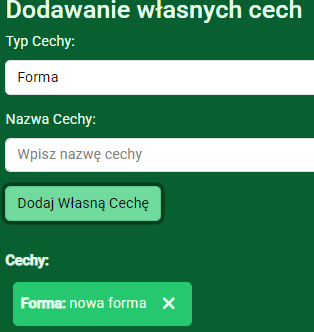 Dodawanie własnych cech
Typ Cechy:
Forma
Nazwa Cechy:
Wpisz nazwę cechy
Dodaj Własną Cechę
Cechy:
Forma: nowa forma ✕